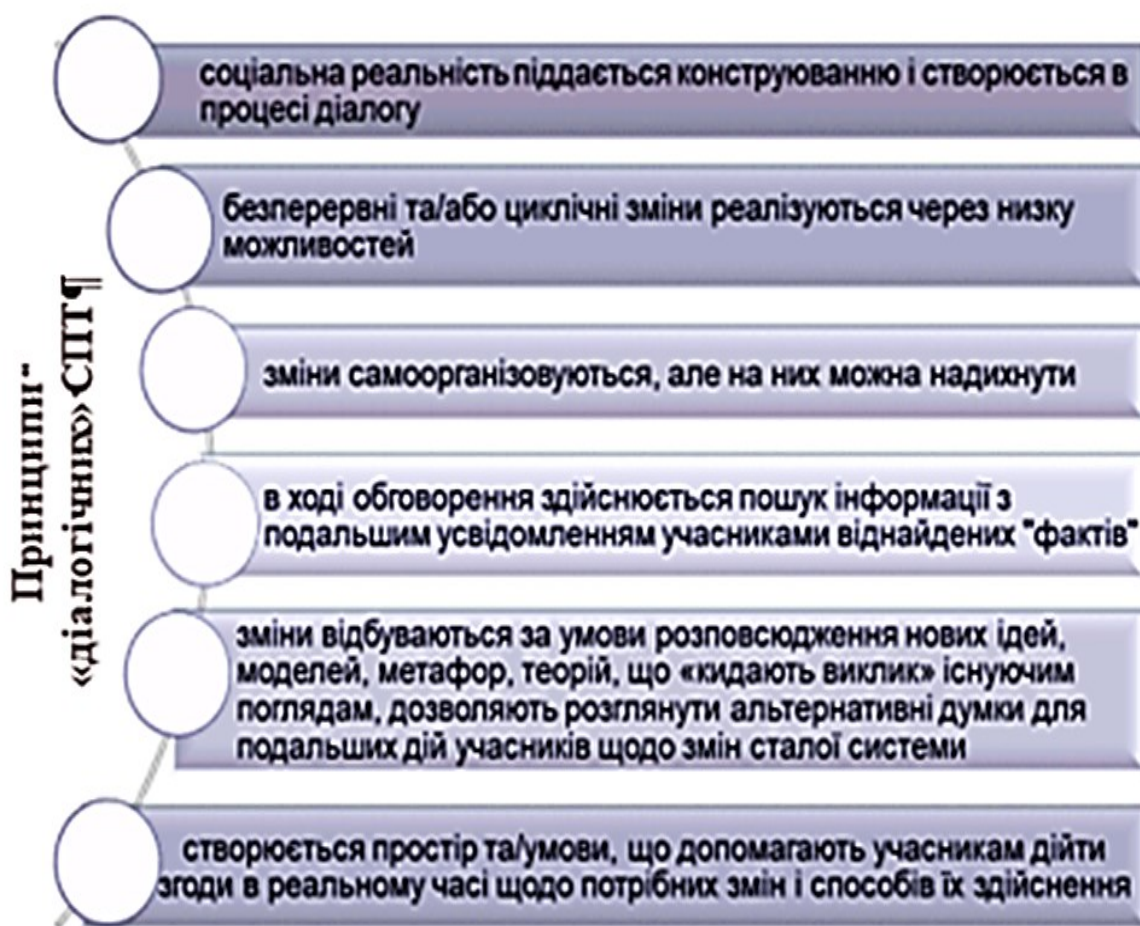 Принципи"
«діалогічних» СПТ¶
соціальна реальність піддається конструюванню і створюється в
процесі діалогу
безперервні та/або циклічні зміни реалізуються через низку
можливостей
зміни самоорганізовуються, але на них можна надихнути
в ході обговорення здійснюється пошук інформації з
подальшим усвідомленням учасниками віднайдених "фактів"
зміни відбуваються за умови розповсюдження нових ідей,
моделей, метафор, теорій, що «кидають виклик» існуючим
поглядам, дозволяють розглянути альтернативні думки для
подальших дій учасників щодо змін сталої системи
створюється простір та/умови, що допомагають учасникам дійти
згоди в реальному часі щодо потрібних змін і способів їх здійснення